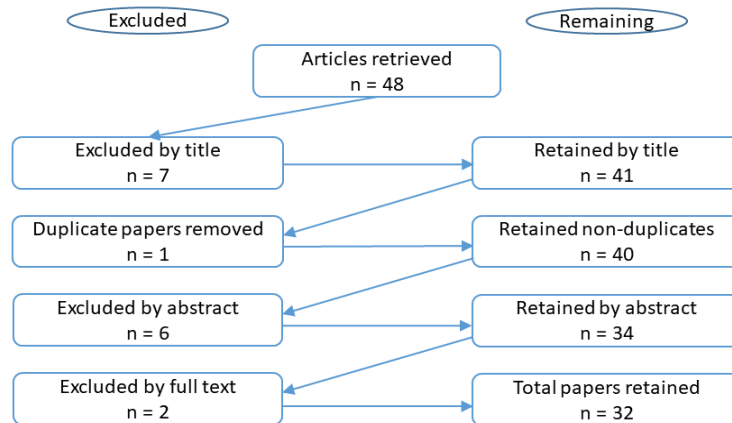 Excluded
Remaining
Articles retrieved
n = 48
Excluded by title
n = 7
Retained by title
n = 41
Duplicate papers removed
n = 1
Retained non-duplicates
n = 40
Excluded by abstract
n = 6
Retained by abstract
n = 34
Excluded by full text
n = 2
Total papers retained
n = 32